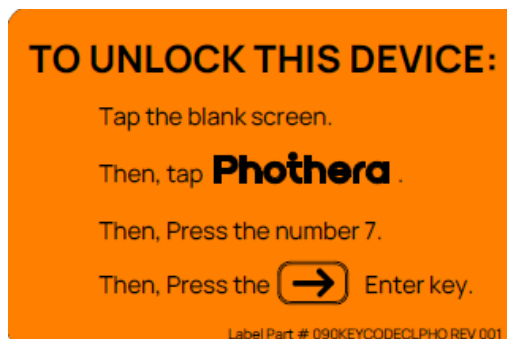 TO UNLOCK THIS DEVICE:
Tap the blank screen.
Then, tap Phothera .
Then, Press the number 7.
Then, Press the → Enter key.
Label Part # 090KEYCODECLPHO REV 001